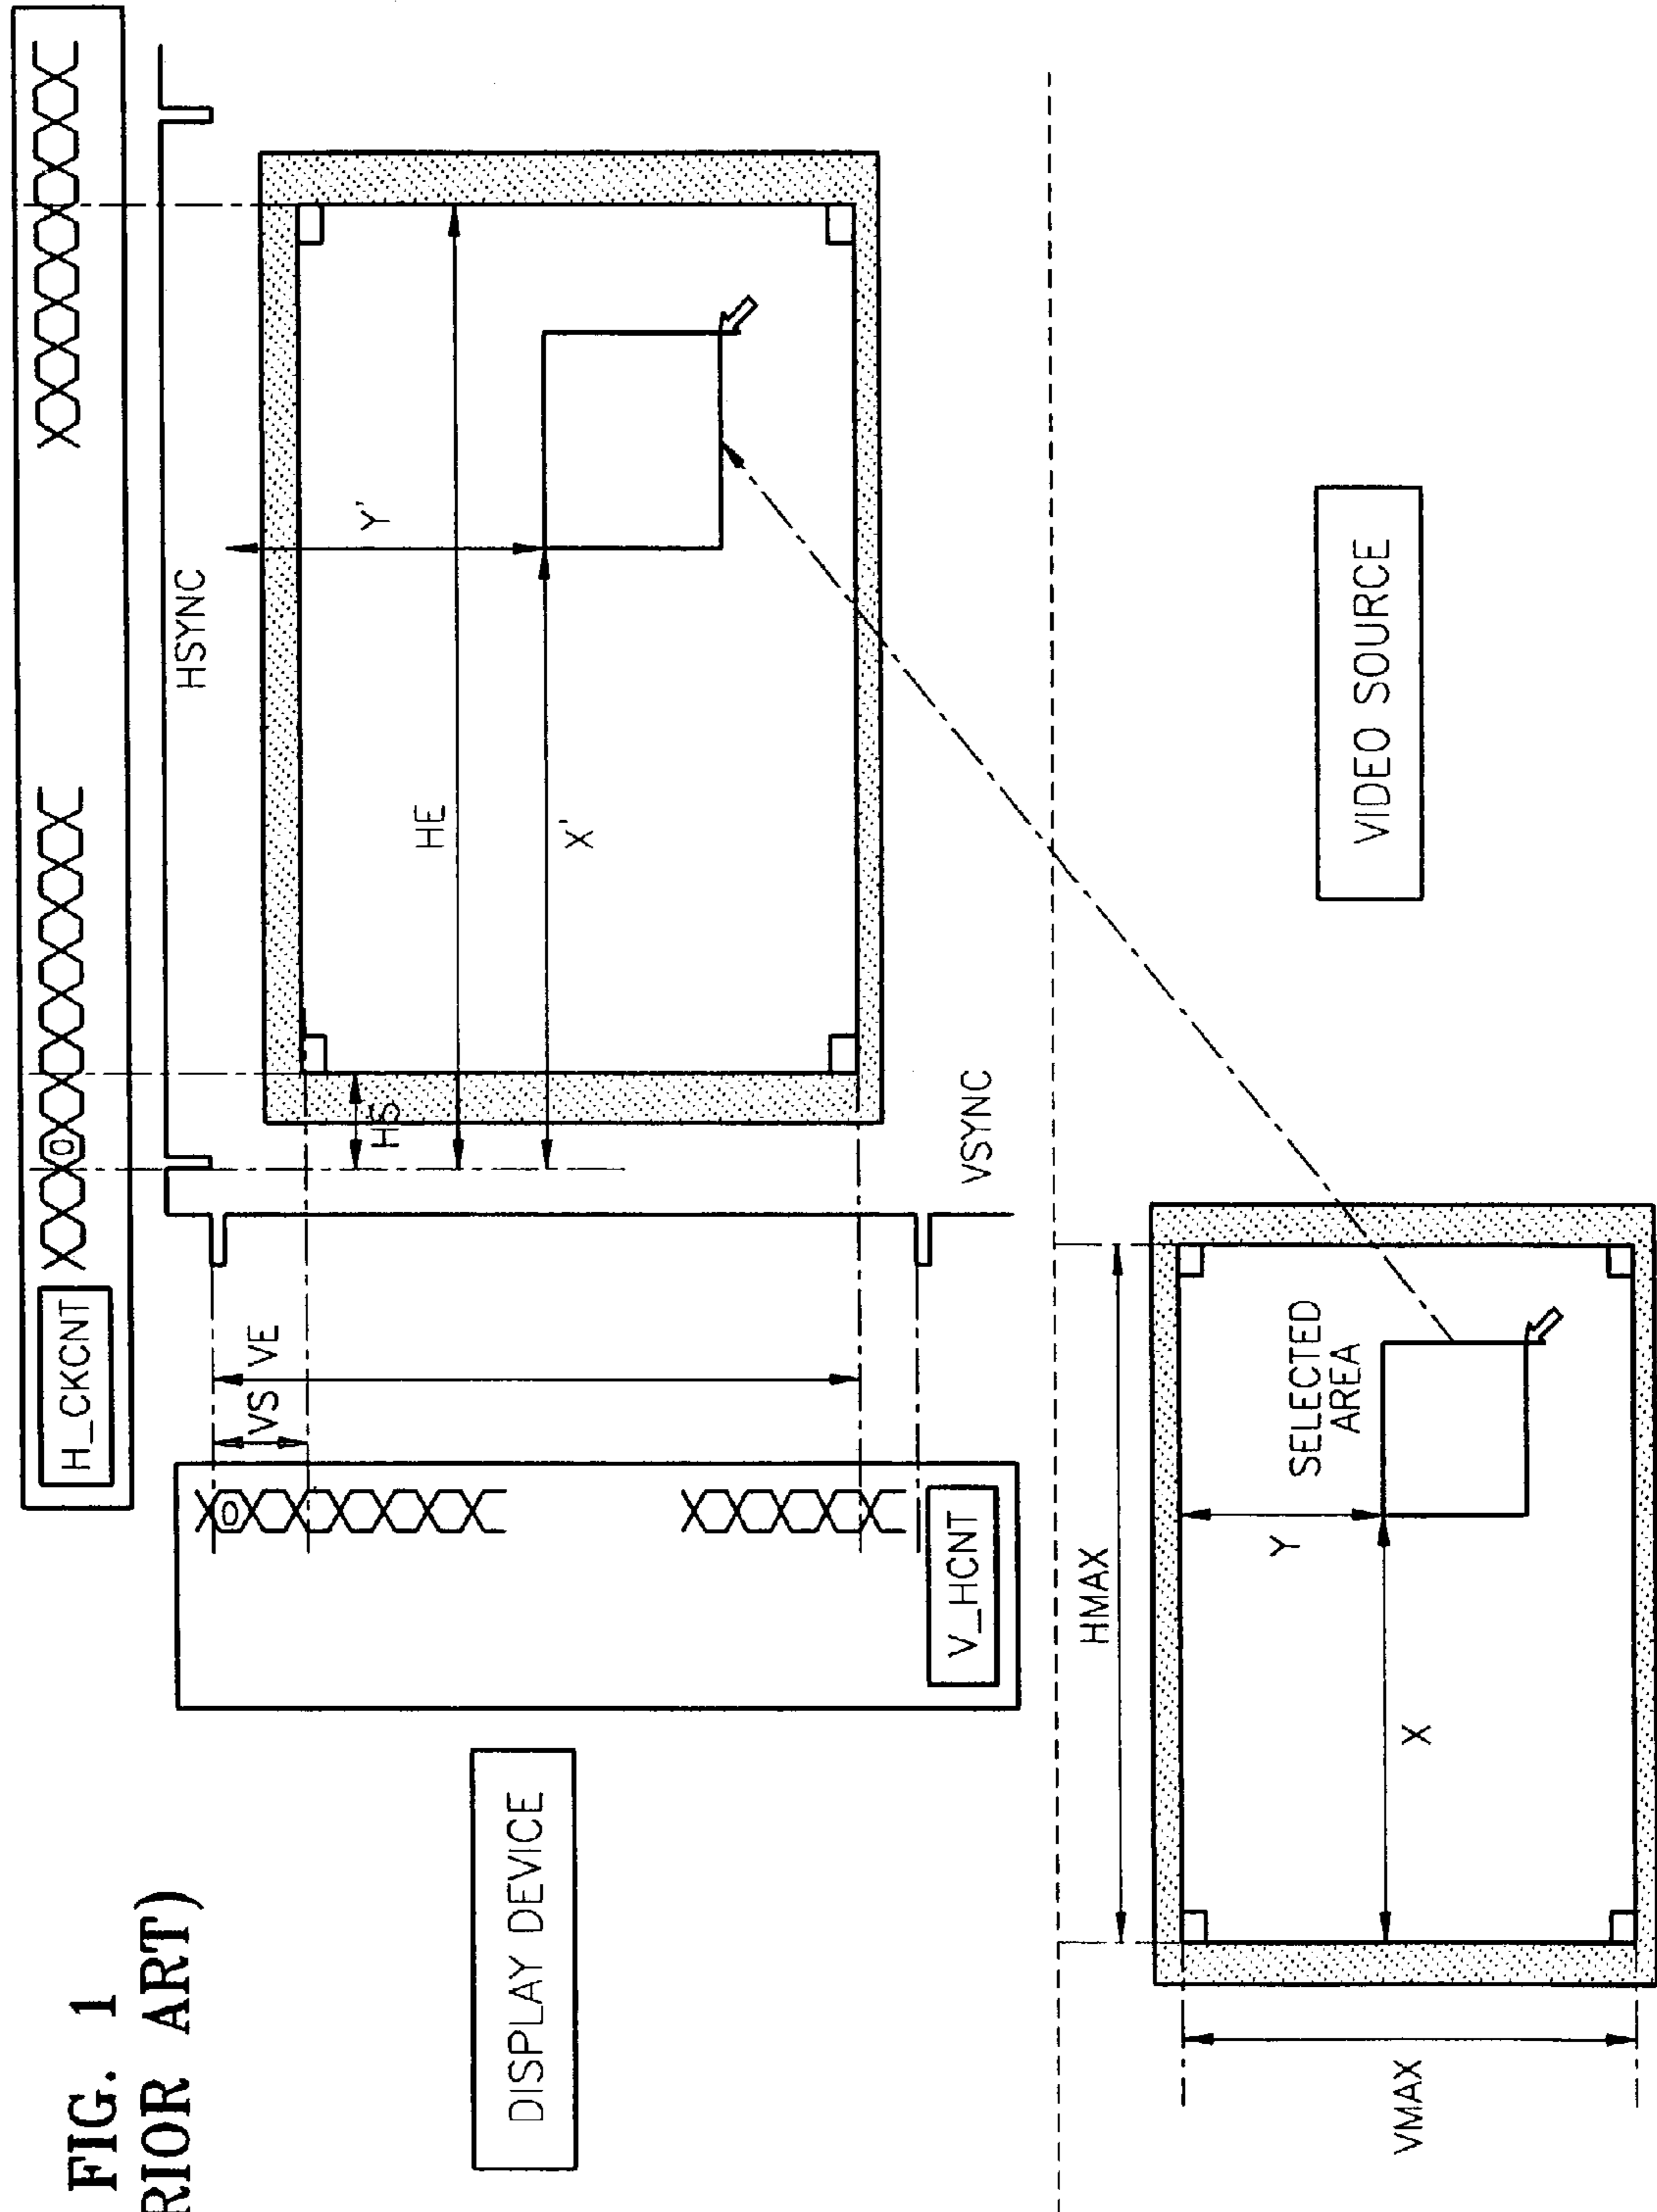 FIG. 1
RIOR ART)
H_CKCNT
0
HSYNC
DISPLAY DEVICE
V_HCNT
0
VS
VE
HS
HE
X'
Y'
VSYNC
VIDEO SOURCE
HMAX
VMAX
X
Y
SELECTED
AREA